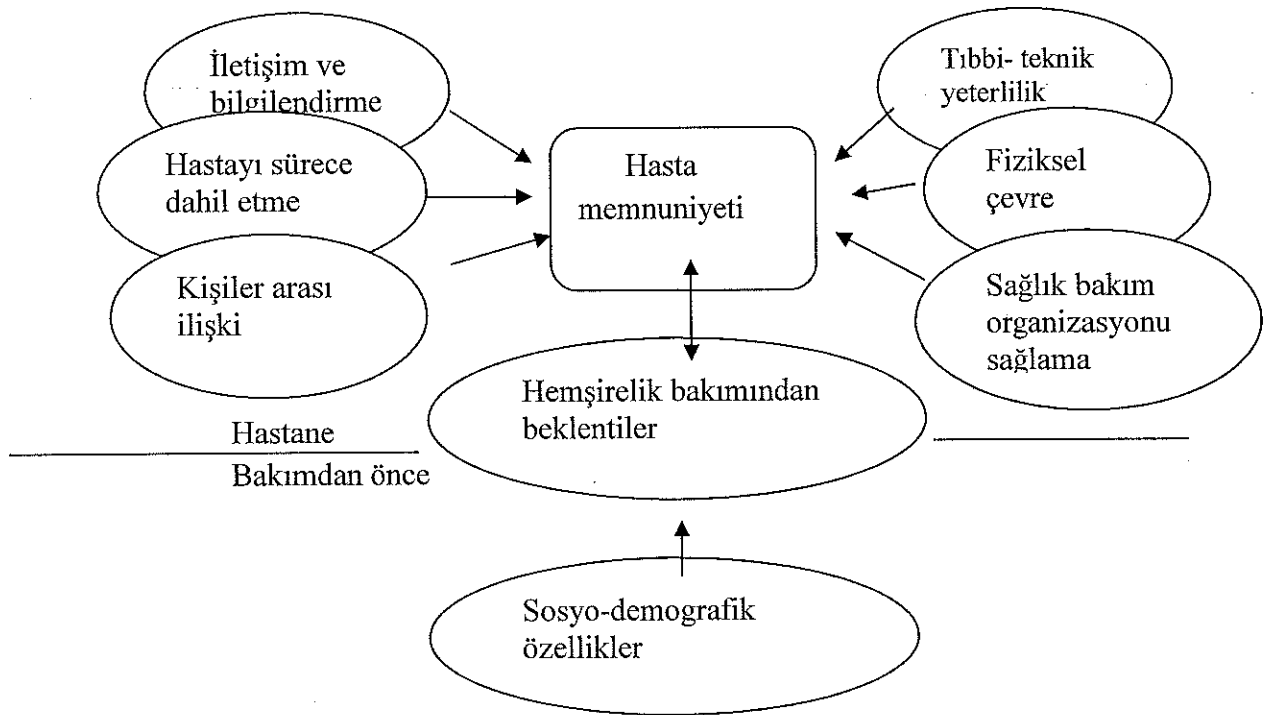 İletişim ve
bilgilendirme
Hastayı sürece
dahil etme
Kişiler arası
ilişki
Hasta
memnuniyeti
Tıbbi- teknik
yeterlilik
Fiziksel
çevre
Sağlık bakım
organizasyonu
sağlama
Hemşirelik bakımından
beklentiler
Hastane
Bakımdan önce
Sosyo-demografik
özellikler